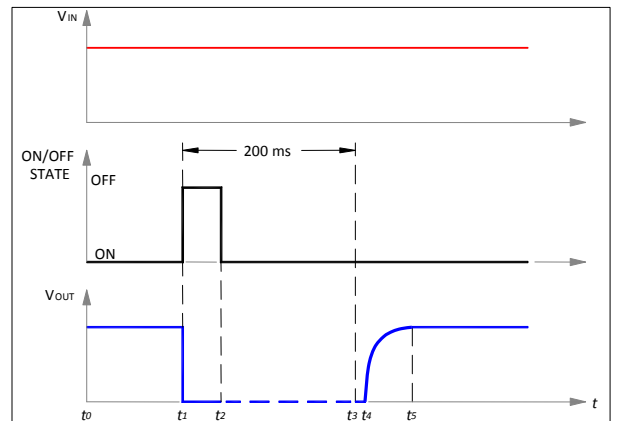 VIN
ON/OFF
STATE
OFF
200 ms
ON
VOUT
t
t0 t1 t2 t3 t4 t5